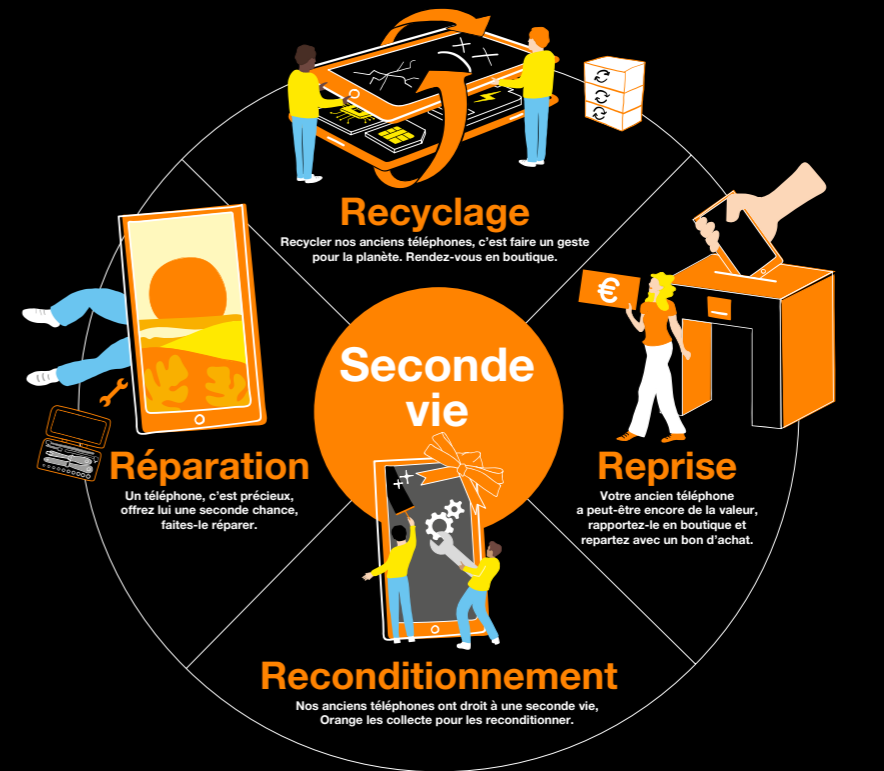 Recyclage
Recycler nos anciens téléphones, c'est faire un geste
pour la planète. Rendez-vous en boutique.
Seconde
vie
€
Réparation
Un téléphone, c'est précieux,
offrez lui une seconde chance,
faites-le réparer.
Reprise
Votre ancien téléphone
a peut-être encore de la valeur,
rapportez-le en boutique et
repartez avec un bon d'achat.
Reconditionnement
Nos anciens téléphones ont droit à une seconde vie,
Orange les collecte pour les reconditionner.